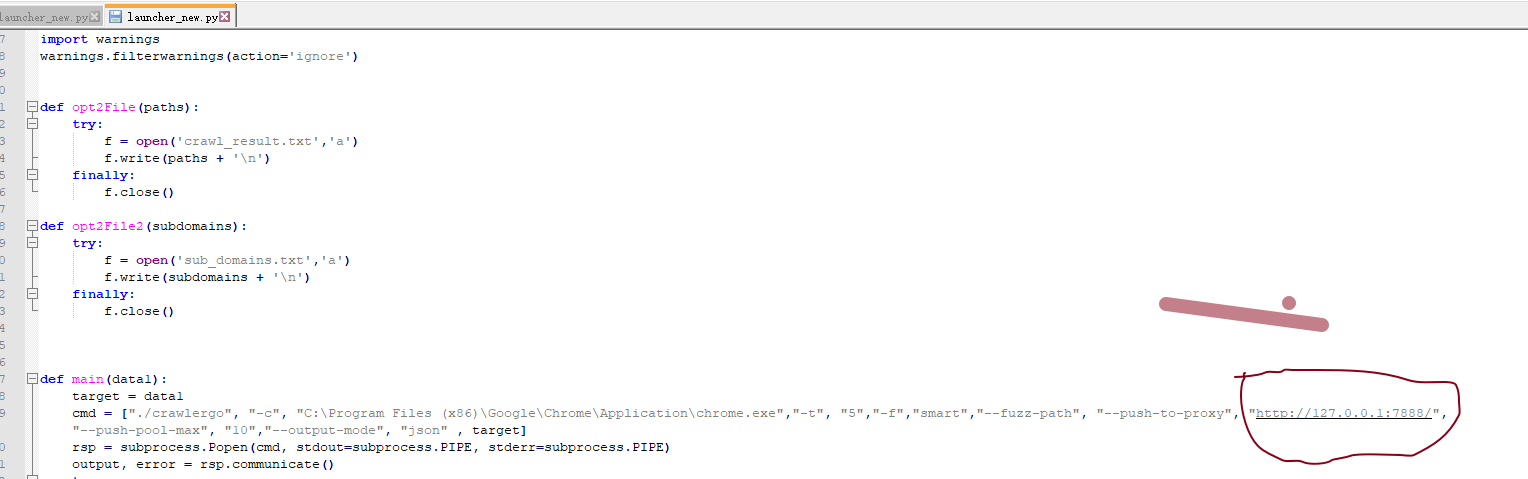 launcher_new.py launcher_new.py
7 import warnings
8 warnings.filterwarnings(action='ignore')
9
0
1 def opt2File(paths):
2 try:
3 f = open('crawl_result.txt','a')
4 f.write(paths + '\n')
5 finally:
6 f.close()
7
8 def opt2File2(subdomains):
9 try:
0 f = open('sub_domains.txt','a')
1 f.write(subdomains + '\n')
2 finally:
3 f.close()
4
5
6
7 def main(data1):
8 target = data1
9 cmd = ["./crawlergo", "-c", "C:\Program Files (x86)\Google\Chrome\Application\chrome.exe","-t", "5","-f","smart","--fuzz-path", "--push-to-proxy", "http://127.0.0.1:7888/",
"--push-pool-max", "10","--output-mode", "json" , target]
0 rsp = subprocess.Popen(cmd, stdout=subprocess.PIPE, stderr=subprocess.PIPE)
1 output, error = rsp.communicate()